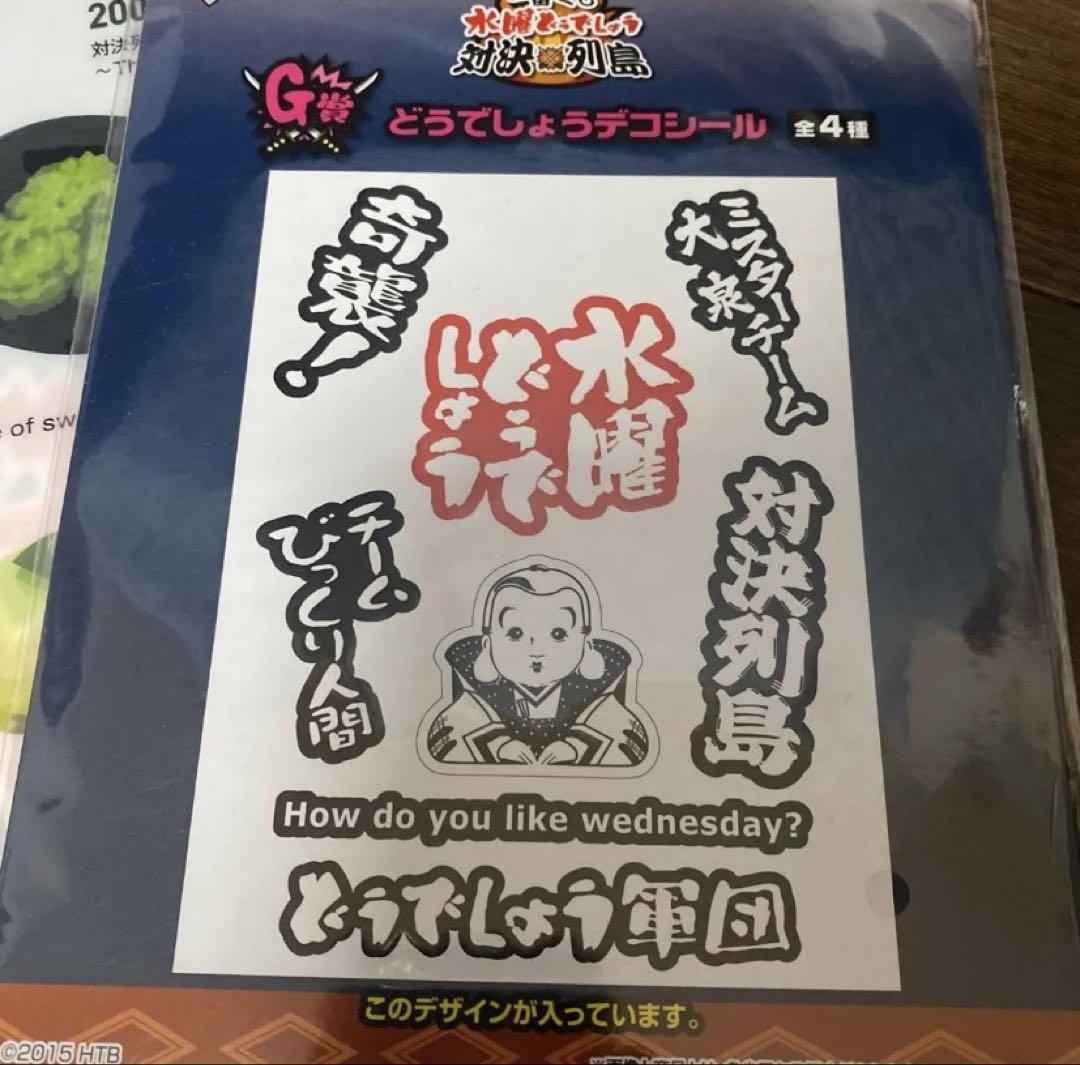 200
対決列
～Th
e of sw
水曜どうでしょう
対決列島
G賞
どうでしょうデコシール 全4種
奇襲！
ミスターチーム
大泉
水曜
どうで
しょう
チーム
びっくり人間
対決列島
How do you like wednesday?
どうでしょう軍団
このデザインが入っています。
©2015 HTB